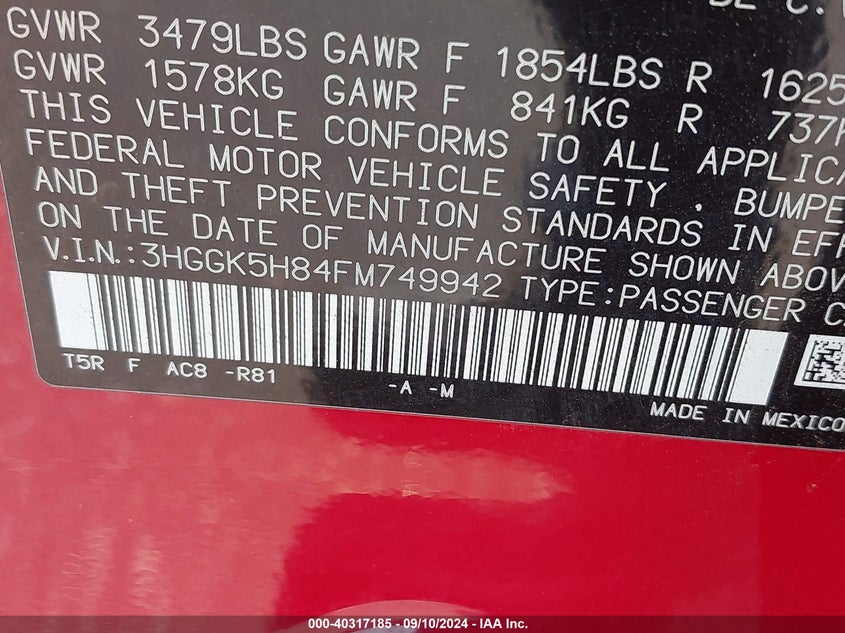 GVWR 3479LBS GAWR F 1854LBS R 1625
GVWR 1578KG GAWR F 841KG R 737
THIS VEHICLE CONFORMS TO ALL APPLICA
FEDERAL MOTOR VEHICLE SAFETY, BUMPE
AND THEFT PREVENTION STANDARDS IN EFF
ON THE DATE OF MANUFACTURE SHOWN ABOV
V.I.N.:3HGGK5H84FM749942 TYPE:PASSENGER C
T5R F AC8 -R81 -A -M
MADE IN MEXICO
000-40317185 - 09/10/2024 - IAA Inc.